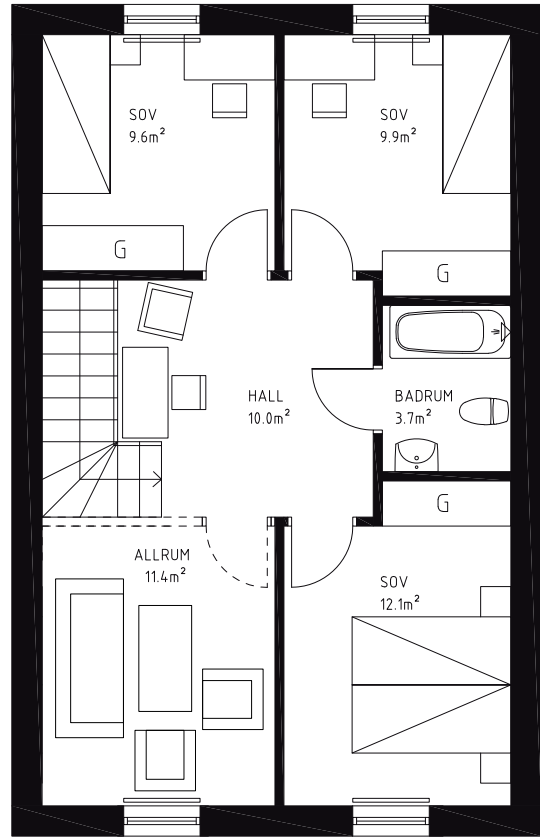 SOV
9.6m²
SOV
9.9m²
G
G
HALL
10.0m²
BADRUM
3.7m²
G
ALLRUM
11.4m²
SOV
12.1m²